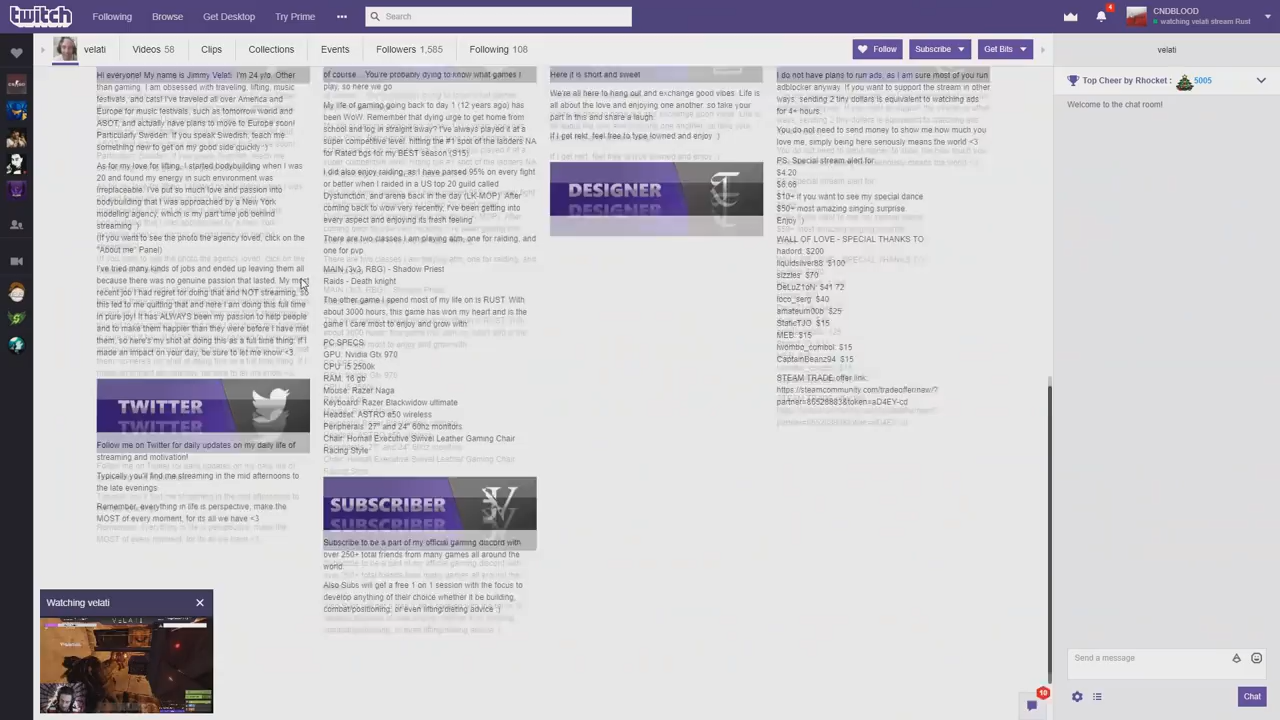 twitch
Following
Browse
Get Desktop
Try Prime
Search
4
CNDBLOOD
watching velati stream Rust
velati
Videos 58
Clips
Collections
Events
Followers 1,585
Following 108
Follow
Subscribe
Get Bits
velati
Hi everyone! My name is Jimmy Velati. I'm 24 y/o. Other
than gaming. I am obsessed with traveling, lifting, music
festivals, and cats! I've traveled all over America and
Europe for music festivals, such as tomorrow wand and
ASOT, and actually have plans to move to Europe soon!
Particularly Sweden. If you speak Swedish, teach me
something new to get on my good side quickly :)
As for my love for lifting. I started bodybuilding when I was
20 and found my energy in such environment was
irreplaceable. I've put so much love and passion into
bodybuilding that I was approached by a New York
modeling agency, which is my part time job behind
streaming :)
(If you want to see the photo the agency loved, click on the
"About me" Panel)
I've tried many kinds of jobs and ended up leaving them all
because there was no genuine passion that lasted. My most
recent job I had regret for doing that and NOT streaming, so
this led to me quitting that and now I am doing this full time
in pure joy! It has ALWAYS been my passion to help people
and to make them happier than they were before I have met
them, so here's my shot at doing this as a full time thing. if I
made an impact on your day, be sure to let me know <3
TWITTER
Follow me on Twitter for daily updates on my daily life of
streaming and motivation!
Typically you'll find me streaming in the mid afternoons to
the late evenings
Remember, everything in life is perspective, make the
MOST of every moment, for its all we have <3
of course... You're probably dying to know what games I
play, so here we go
My life of gaming going back to day 1 (12 years ago) has
been WoW. Remember that dying urge to get home from
school and log in straight away? I've always played it at a
super competitive level. hitting the #1 spot of the ladders NA
for Rated bgs for my BEST season (S15)
I did also enjoy raiding, as I have parsed 95% on every fight
or better when I raided in a US top 20 guild called
Dysfunction, and arena back in the day (LK-MOP). After
coming back to wow very recently, I've been getting into
every aspect and enjoying its fresh feeling
There are two classes I am playing atm, one for raiding, and
one for pvp.
MAIN (3v3, RBG) - Shadow Priest
Raids - Death knight
The other game I spend most of my life on is RUST. With
about 3000 hours, this game has won my heart and is the
game I care most to enjoy and grow with
PC SPECS
GPU: Nvidia Gtx 970
CPU: i5 2500k
RAM: 16 gb
Mouse: Razer Naga
Keyboard: Razer Blackwidow ultimate
Headset: ASTRO a50 wireless
Peripherals: 27" and 24" 60hz monitors
Chair: Homall Executive Swivel Leather Gaming Chair
Racing Style
SUBSCRIBER
Subscribe to be a part of my official gaming discord with
over 250+ total friends from many games all around the
world.
Also Subs will get a free 1 on 1 session with the focus to
develop anything of their choice whether it be building,
combat/positioning, or even lifting/dieting advice :)
Here it is short and sweet
We're all here to hang out and exchange good vibes. Life is
all about the love and enjoying one another, so take your
part in this and share a laugh.
If I get rekt, feel free to type lowned and enjoy :)
DESIGNER
I do not have plans to run ads, as I am sure most of you run
adblocker anyway. If you want to support the stream in other
ways, sending 2 tiny dollars is equivalent to watching ads
for 4+ hours.
You do not need to send money to show me how much you
love me, simply being here seriously means the world <3
PS. Special stream alert for
$4.20
$6.66
$10+ if you want to see my special dance
$50+ most amazing singing surprise.
Enjoy :)
WALL OF LOVE - SPECIAL THANKS TO
haiord: $200
liquidsilver88: $100
sizzles: $70
DeLuZ1oN: $41.72
loco_serg: $40
amateum00b: $25
StaticTJO: $15
MEB: $15
iwombo_combol: $15
CaptainBeanz94: $15
STEAM TRADE offer link:
https://steamcommunity.com/tradeoffer/new/?
partner=86528883&token=aD4EY-cd
Top Cheer by Rhocket: 5005
Welcome to the chat room!
Watching velati
VELATI
Send a message
Chat
10